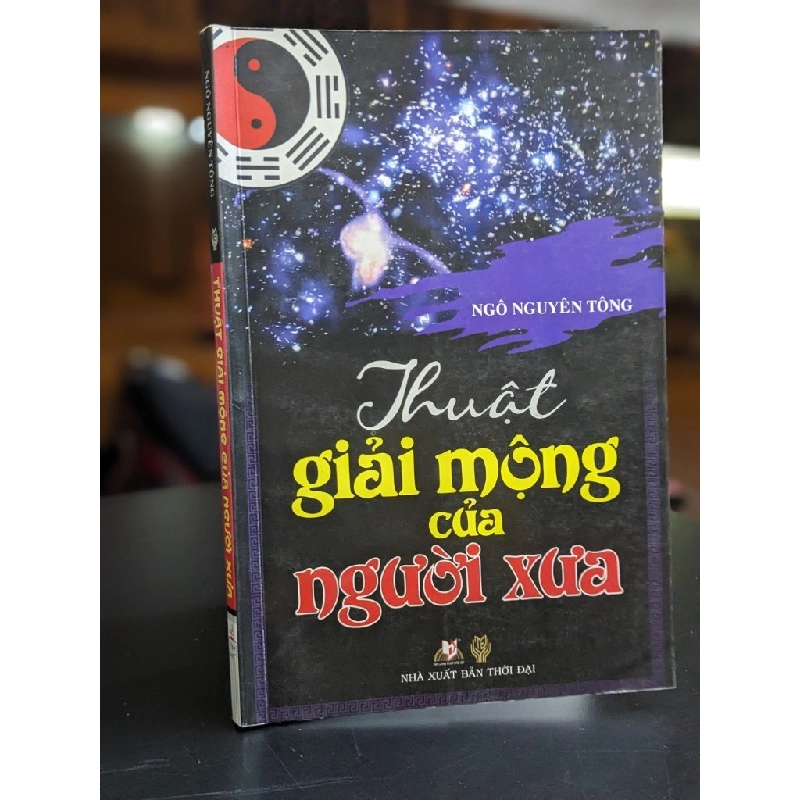 NGÔ NGUYÊN TÔNG
Thuật
giải mộng
của
người xưa
NHÀ XUẤT BẢN THỜI ĐẠI
NGÔ NGUYÊN TÔNG
THUẬT GIẢI MỘNG CỦA NGƯỜI XƯA